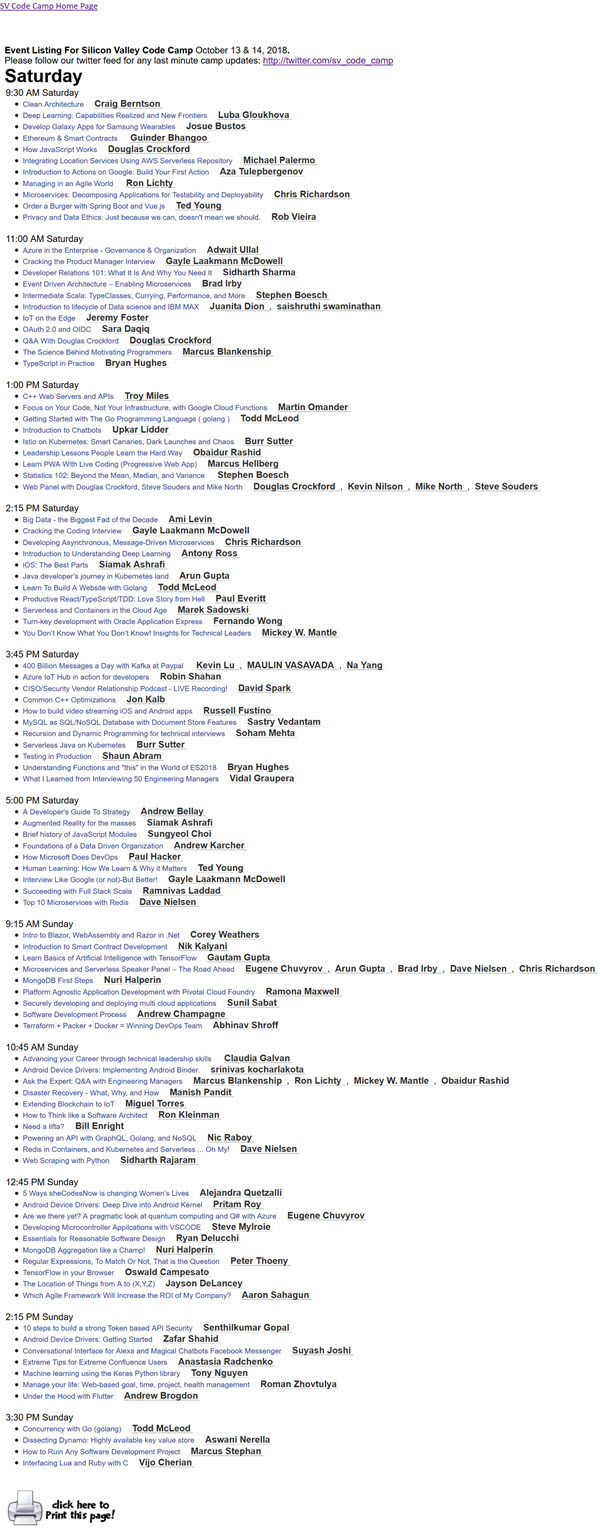 SV Code Camp Home Page
Event Listing For Silicon Valley Code Camp October 13 & 14, 2018.
Please follow our twitter feed for any last minute camp updates: http://twitter.com/sv_code_camp
Saturday
9:30 AM Saturday
Clean Architecture Craig Berntson
Deep Learning: Capabilities Realized and New Frontiers Luba Gloukhova
Develop Galaxy Apps for Samsung Wearables Josue Bustos
Ethereum & Smart Contracts Guinder Bhangoo
How JavaScript Works Douglas Crockford
Integrating Location Services Using AWS Serverless Repository Michael Palermo
Introduction to Actions on Google: Build Your First Action Aza Tulepbergenov
Managing in an Agile World Ron Lichty
Microservices: Decomposing Applications for Testability and Deployability Chris Richardson
Order a Burger with Spring Boot and Vue.js Ted Young
Privacy and Data Ethics: Just because we can, doesn't mean we should. Rob Vieira
11:00 AM Saturday
Azure in the Enterprise - Governance & Organization Adwait Ullal
Cracking the Product Manager Interview Gayle Laakmann McDowell
Developer Relations 101: What It Is And Why You Need It Sidharth Sharma
Event Driven Architecture – Enabling Microservices Brad Irby
Intermediate Scala: TypeClasses, Currying, Performance, and More Stephen Boesch
Introduction to lifecycle of Data science and IBM MAX Juanita Dion , saishruthi swaminathan
IoT on the Edge Jeremy Foster
OAuth 2.0 and OIDC Sara Daqiq
Q&A With Douglas Crockford Douglas Crockford
The Science Behind Motivating Programmers Marcus Blankenship
TypeScript in Practice Bryan Hughes
1:00 PM Saturday
C++ Web Servers and APIs Troy Miles
Focus on Your Code, Not Your Infrastructure, with Google Cloud Functions Martin Omander
Getting Started with The Go Programming Language ( golang ) Todd McLeod
Introduction to Chatbots Upkar Lidder
Istio on Kubernetes: Smart Canaries, Dark Launches and Chaos Burr Sutter
Leadership Lessons People Learn the Hard Way Obaidur Rashid
Learn PWA With Live Coding (Progressive Web App) Marcus Hellberg
Statistics 102: Beyond the Mean, Median, and Variance Stephen Boesch
Web Panel with Douglas Crockford, Steve Souders and Mike North Douglas Crockford , Kevin Nilson , Mike North , Steve Souders
2:15 PM Saturday
Big Data - the Biggest Fad of the Decade Ami Levin
Cracking the Coding Interview Gayle Laakmann McDowell
Developing Asynchronous, Message-Driven Microservices Chris Richardson
Introduction to Understanding Deep Learning Antony Ross
iOS: The Best Parts Siamak Ashrafi
Java developer's journey in Kubernetes land Arun Gupta
Learn To Build A Website with Golang Todd McLeod
Productive React/TypeScript/TDD: Love Story from Hell Paul Everitt
Serverless and Containers in the Cloud Age Marek Sadowski
Turn-key development with Oracle Application Express Fernando Wong
You Don't Know What You Don't Know! Insights for Technical Leaders Mickey W. Mantle
3:45 PM Saturday
400 Billion Messages a Day with Kafka at Paypal Kevin Lu , MAULIN VASAVADA , Na Yang
Azure IoT Hub in action for developers Robin Shahan
CISO/Security Vendor Relationship Podcast - LIVE Recording! David Spark
Common C++ Optimizations Jon Kalb
How to build video streaming iOS and Android apps Russell Fustino
MySQL as SQL/NoSQL Database with Document Store Features Sastry Vedantam
Recursion and Dynamic Programming for technical interviews Soham Mehta
Serverless Java on Kubernetes Burr Sutter
Testing in Production Shaun Abram
Understanding Functions and "this" in the World of ES2018 Bryan Hughes
What I Learned from Interviewing 50 Engineering Managers Vidal Graupera
5:00 PM Saturday
A Developer's Guide To Strategy Andrew Bellay
Augmented Reality for the masses Siamak Ashrafi
Brief history of JavaScript Modules Sungyeol Choi
Foundations of a Data Driven Organization Andrew Karcher
How Microsoft Does DevOps Paul Hacker
Human Learning: How We Learn & Why it Matters Ted Young
Interview Like Google (or not)-But Better! Gayle Laakmann McDowell
Succeeding with Full Stack Scala Ramnivas Laddad
Top 10 Microservices with Redis Dave Nielsen
9:15 AM Sunday
Intro to Blazor, WebAssembly and Razor in .Net Corey Weathers
Introduction to Smart Contract Development Nik Kalyani
Learn Basics of Artificial Intelligence with TensorFlow Gautam Gupta
Microservices and Serverless Speaker Panel – The Road Ahead Eugene Chuvyrov , Arun Gupta , Brad Irby , Dave Nielsen , Chris Richardson
MongoDB First Steps Nuri Halperin
Platform Agnostic Application Development with Pivotal Cloud Foundry Ramona Maxwell
Securely developing and deploying multi cloud applications Sunil Sabat
Software Development Process Andrew Champagne
Terraform + Packer + Docker = Winning DevOps Team Abhinav Shroff
10:45 AM Sunday
Advancing your Career through technical leadership skills Claudia Galvan
Android Device Drivers: Implementing Android Binder. srinivas kocharlakota
Ask the Expert: Q&A with Engineering Managers Marcus Blankenship , Ron Lichty , Mickey W. Mantle , Obaidur Rashid
Disaster Recovery - What, Why, and How Manish Pandit
Extending Blockchain to IoT Miguel Torres
How to Think like a Software Architect Ron Kleinman
Need a lifta? Bill Enright
Powering an API with GraphQL, Golang, and NoSQL Nic Raboy
Redis in Containers, and Kubernetes and Serverless ... Oh My! Dave Nielsen
Web Scraping with Python Sidharth Rajaram
12:45 PM Sunday
5 Ways sheCodesNow is changing Women's Lives Alejandra Quetzalli
Android Device Drivers: Deep Dive into Android Kernel Pritam Roy
Are we there yet? A pragmatic look at quantum computing and Q# with Azure Eugene Chuvyrov
Developing Microcontroller Applicaitons with VSCODE Steve Mylroie
Essentials for Reasonable Software Design Ryan Delucchi
MongoDB Aggregation like a Champ! Nuri Halperin
Regular Expressions, To Match Or Not, That is the Question Peter Thoeny
TensorFlow in your Browser Oswald Campesato
The Location of Things from A to (X,Y,Z) Jayson DeLancey
Which Agile Framework Will Increase the ROI of My Company? Aaron Sahagun
2:15 PM Sunday
10 steps to build a strong Token based API Security Senthilkumar Gopal
Android Device Drivers: Getting Started Zafar Shahid
Conversational Interface for Alexa and Magical Chatbots Facebook Messenger Suyash Joshi
Extreme Tips for Extreme Confluence Users Anastasia Radchenko
Machine learning using the Keras Python library Tony Nguyen
Manage your life: Web-based goal, time, project, health management Roman Zhovtulya
Under the Hood with Flutter Andrew Brogdon
3:30 PM Sunday
Concurrency with Go (golang) Todd McLeod
Dissecting Dynamo: Highly available key value store Aswani Nerella
How to Ruin Any Software Development Project Marcus Stephan
Interfacing Lua and Ruby with C Vijo Cherian
click here to
Print this page!